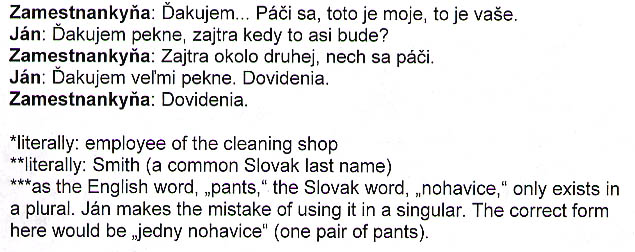 Zamestnankyňa: Ďakujem... Páči sa, toto je moje, to je vaše.
Ján: Ďakujem pekne, zajtra kedy to asi bude?
Zamestnankyňa: Zajtra okolo druhej, nech sa páči.
Ján: Ďakujem veľmi pekne. Dovidenia.
Zamestnankyňa: Dovidenia.

*literally: employee of the cleaning shop
**literally: Smith (a common Slovak last name)
***as the English word, „pants,“ the Slovak word, „nohavice,“ only exists in
a plural. Ján makes the mistake of using it in a singular. The correct form
here would be „jedny nohavice“ (one pair of pants).